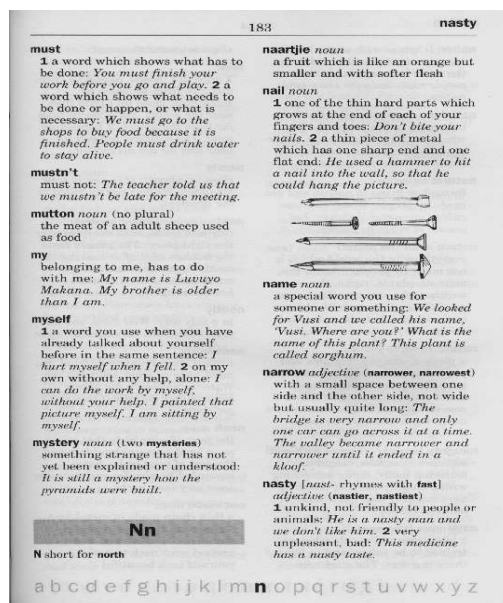 183
nasty
must
1 a word which shows what has to
be done: You must finish your
work before you go and play. 2 a
word which shows what needs to
be done or happen, or what is
necessary: We must go to the
shops to buy food because it is
finished. People must drink water
to stay alive.
mustn't
must not: The teacher told us that
we mustn't be late for the meeting.
mutton noun (no plural)
the meat of an adult sheep used
as food
my
belonging to me, has to do
with me: My name is Luvuyo
Makana. My brother is older
than I am.
myself
1 a word you use when you have
already talked about yourself
before in the same sentence: I
hurt myself when I fell. 2 on my
own without any help, alone: I
can do the work by myself,
without your help. I painted that
picture myself. I am sitting by
myself.
mystery noun (two mysteries)
something strange that has not
yet been explained or understood:
It is still a mystery how the
pyramids were built.
Nn
N short for north
naartjie noun
a fruit which is like an orange but
smaller and with softer flesh
nail noun
1 one of the thin hard parts which
grows at the end of each of your
fingers and toes: Don't bite your
nails. 2 a thin piece of metal
which has one sharp end and one
flat end: He used a hammer to hit
a nail into the wall, so that he
could hang the picture.
name noun
a special word you use for
someone or something: We looked
for Vusi and we called his name,
'Vusi. Where are you?' What is the
name of this plant? This plant is
called sorghum.
narrow adjective (narrower, narrowest)
with a small space between one
side and the other side, not wide
but usually quite long: The
bridge is very narrow and only
one car can go across it at a time.
The valley became narrower and
narrower until it ended in a
kloof.
nasty [nast- rhymes with fast]
adjective (nastier, nastiest)
1 unkind, not friendly to people or
animals: He is a nasty man and
we don't like him. 2 very
unpleasant, bad: This medicine
has a nasty taste.
a b c d e f g h i j k l m n o p q r s t u v w x y z